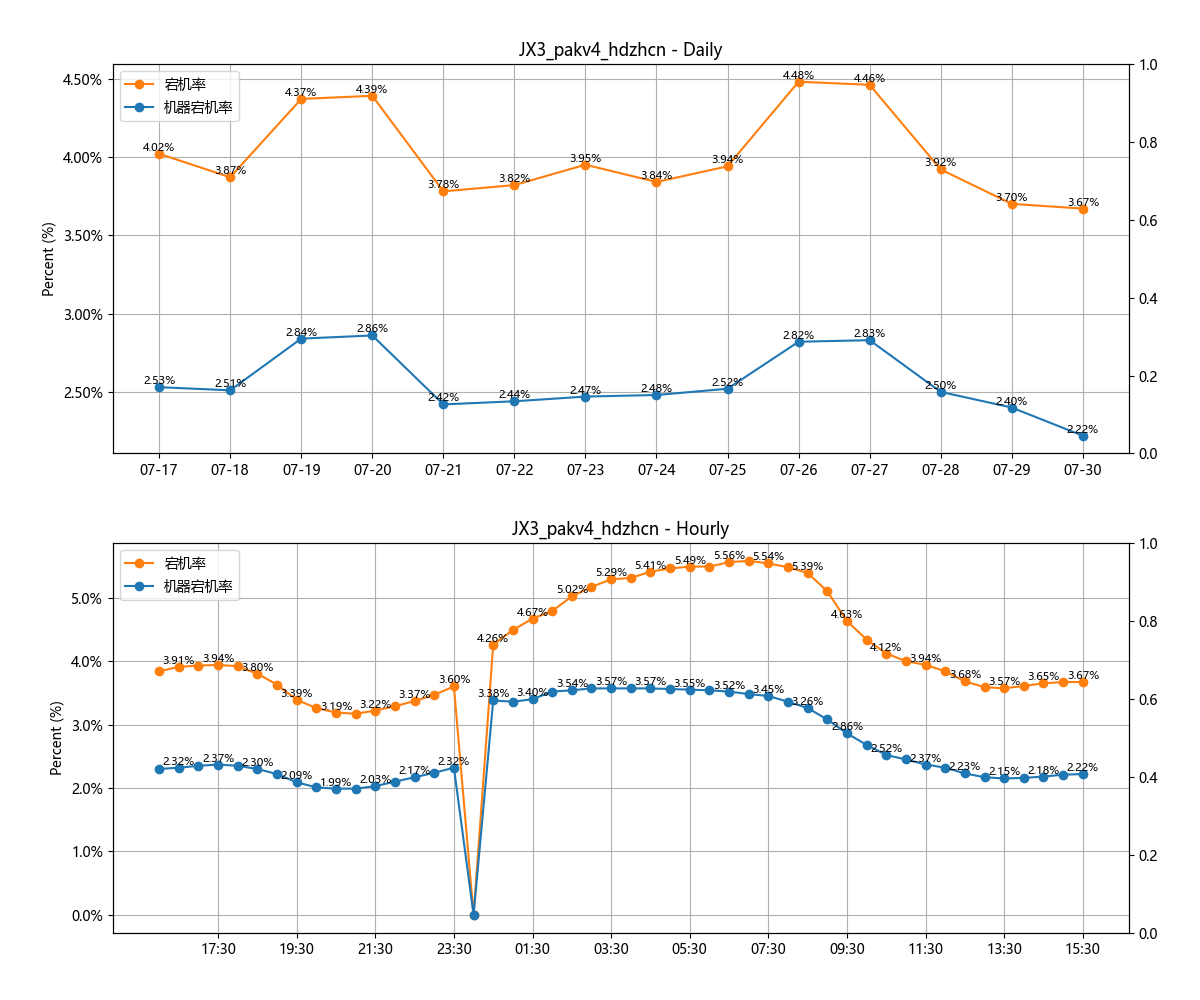 JX3_pakv4_hdzhcn - Daily
宕机率
机器宕机率
Percent (%)
4.50%
4.00%
3.50%
3.00%
2.50%
1.0
0.8
0.6
0.4
0.2
0.0
4.02% 3.87% 4.37% 4.39% 3.78% 3.82% 3.95% 3.84% 3.94% 4.48% 4.46% 3.92% 3.70% 3.67%
2.53% 2.51% 2.84% 2.86% 2.42% 2.44% 2.47% 2.48% 2.52% 2.82% 2.83% 2.50% 2.40% 2.22%
07-17 07-18 07-19 07-20 07-21 07-22 07-23 07-24 07-25 07-26 07-27 07-28 07-29 07-30
JX3_pakv4_hdzhcn - Hourly
宕机率
机器宕机率
Percent (%)
5.0%
4.0%
3.0%
2.0%
1.0%
0.0%
1.0
0.8
0.6
0.4
0.2
0.0
3.91% 3.94% 3.80% 3.39% 3.19% 3.22% 3.37% 3.60% 4.26% 4.67% 5.02% 5.29% 5.41% 5.49% 5.56% 5.54% 5.39% 4.63% 4.12% 3.94% 3.68% 3.57% 3.65% 3.67%
2.32% 2.37% 2.30% 2.09% 1.99% 2.03% 2.17% 2.32% 3.38% 3.40% 3.54% 3.57% 3.57% 3.55% 3.52% 3.45% 3.26% 2.86% 2.52% 2.37% 2.23% 2.15% 2.18% 2.22%
17:30 19:30 21:30 23:30 01:30 03:30 05:30 07:30 09:30 11:30 13:30 15:30